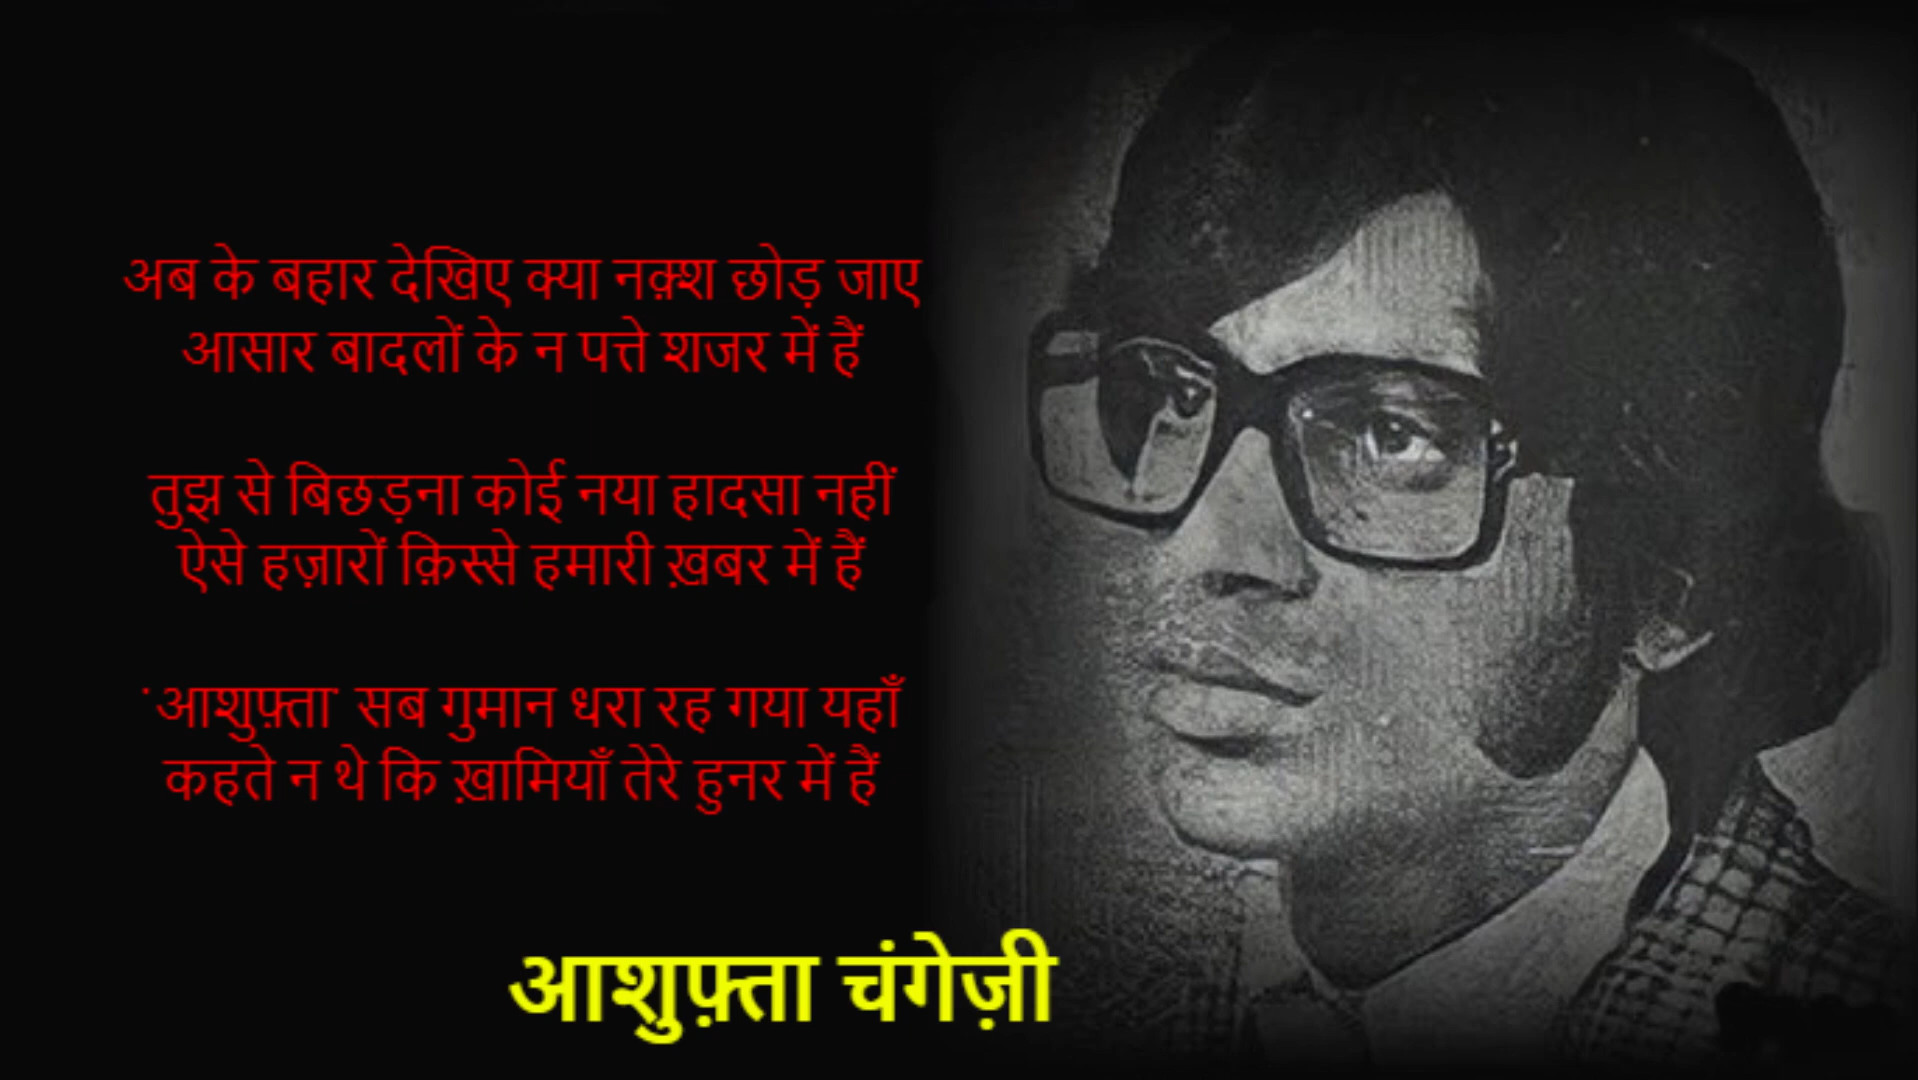 अब के बहार देखिए क्या नक़्श छोड़ जाए
आसार बादलों के न पत्ते शजर में हैं
तुझ से बिछड़ना कोई नया हादसा नहीं
ऐसे हज़ारों क़िस्से हमारी ख़बर में हैं
'आशुफ़्ता' सब गुमान धरा रह गया यहाँ
कहते न थे कि ख़ामियाँ तेरे हुनर में हैं
आशुफ़्ता चंगेज़ी